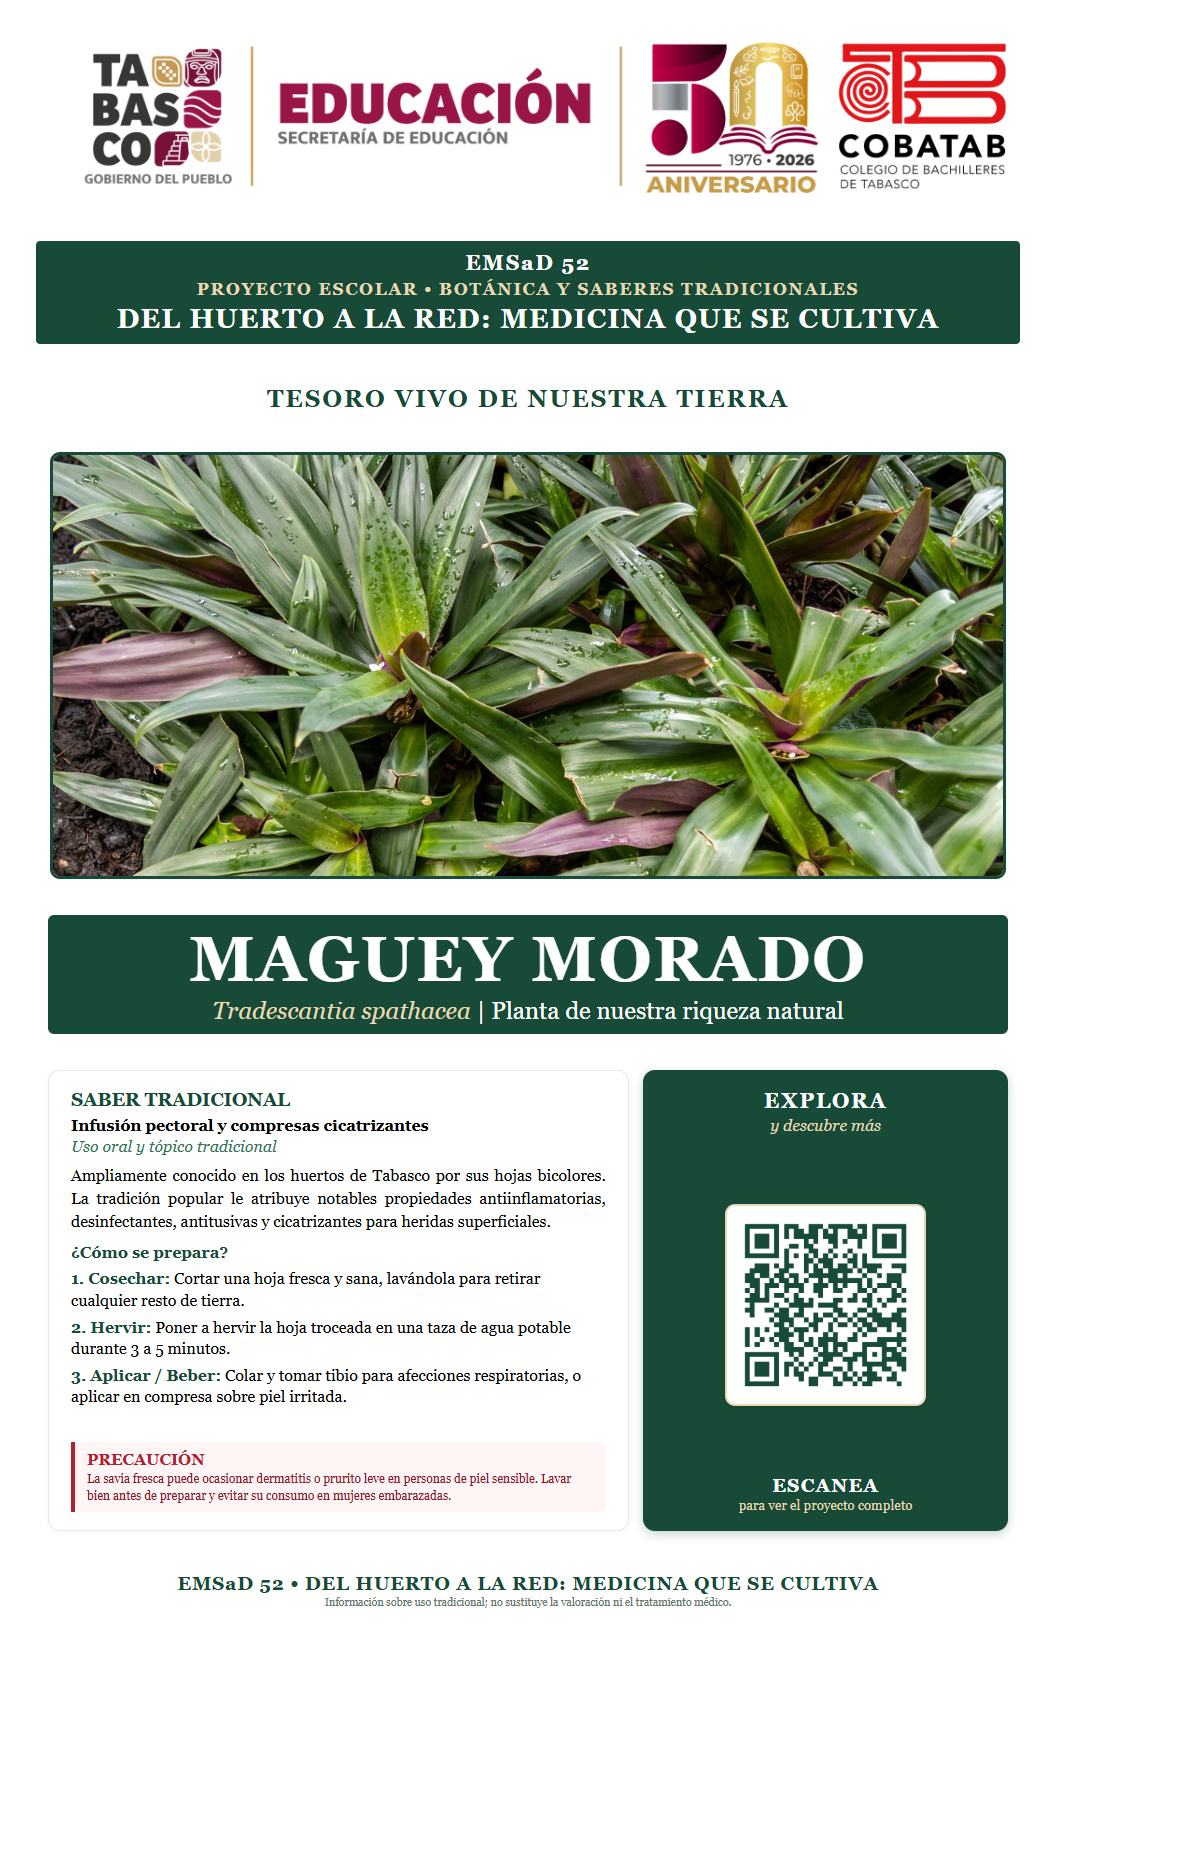 TA
BAS
CO
GOBIERNO DEL PUEBLO
EDUCACIÓN
SECRETARÍA DE EDUCACIÓN
50
1976 • 2026
ANIVERSARIO
COBATAB
COLEGIO DE BACHILLERES
DE TABASCO
EMSaD 52
PROYECTO ESCOLAR • BOTÁNICA Y SABERES TRADICIONALES
DEL HUERTO A LA RED: MEDICINA QUE SE CULTIVA
TESORO VIVO DE NUESTRA TIERRA
MAGUEY MORADO
Tradescantia spathacea | Planta de nuestra riqueza natural
SABER TRADICIONAL
Infusión pectoral y compresas cicatrizantes
Uso oral y tópico tradicional
Ampliamente conocido en los huertos de Tabasco por sus hojas bicolores.
La tradición popular le atribuye notables propiedades antiinflamatorias,
desinfectantes, antitusivas y cicatrizantes para heridas superficiales.
¿Cómo se prepara?
1. Cosechar: Cortar una hoja fresca y sana, lavándola para retirar
cualquier resto de tierra.
2. Hervir: Poner a hervir la hoja troceada en una taza de agua potable
durante 3 a 5 minutos.
3. Aplicar / Beber: Colar y tomar tibio para afecciones respiratorias, o
aplicar en compresa sobre piel irritada.
PRECAUCIÓN
La savia fresca puede ocasionar dermatitis o prurito leve en personas de piel sensible. Lavar
bien antes de preparar y evitar su consumo en mujeres embarazadas.
EXPLORA
y descubre más
ESCANEA
para ver el proyecto completo
EMSaD 52 • DEL HUERTO A LA RED: MEDICINA QUE SE CULTIVA
Información sobre uso tradicional; no sustituye la valoración ni el tratamiento médico.